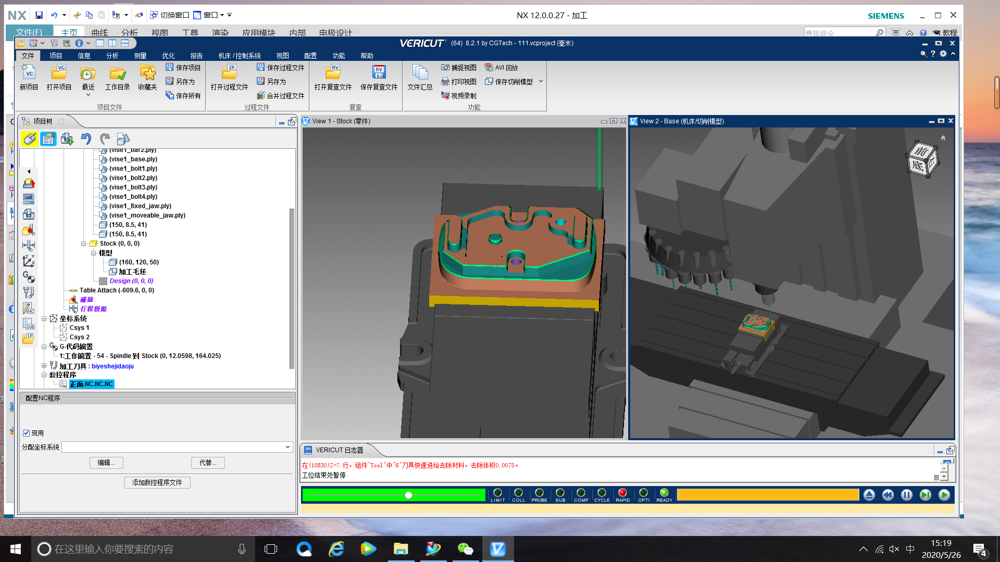 NX
切换窗口
窗口
NX 12.0.0.27 - 加工
SIEMENS
文件(F)
主页
曲线
分析
视图
工具
渲染
应用模块
内部
电极设计
查找命令
教程
VERICUT
(64) 8.2.1 by CGTech - 111.vcproject (毫米)
文件
项目
信息
分析
测量
优化
报告
机床 / 控制系统
视图
配置
功能
帮助
新项目
打开项目
最近
工作目录
收藏夹
保存项目
另存为
保存所有
项目文件
打开过程文件
保存过程文件
另存为
合并过程文件
过程文件
打开复查文件
保存复查文件
复查
文件汇总
捕捉视图
打印视图
视频录制
AVI 回放
保存切削模型
功能
项目树
(vise1_bar2.ply)
(vise1_base.ply)
(vise1_bolt1.ply)
(vise1_bolt2.ply)
(vise1_bolt3.ply)
(vise1_bolt4.ply)
(vise1_fixed_jaw.ply)
(vise1_moveable_jaw.ply)
(150, 8.5, 41)
(150, 8.5, 41)
Stock (0, 0, 0)
模型
(160, 120, 50)
加工毛坯
Design (0, 0, 0)
Table Attach (-609.6, 0, 0)
碰撞
行程极限
坐标系统
Csys 1
Csys 2
G-代码偏置
1:工作偏置 - 54 - Spindle 到 Stock (0, 12.0598, 164.025)
加工刀具 : biyeshejidaoju
数控程序
正面.NC.NC.NC
配置NC程序
现用
分配坐标系统
编辑...
代替...
添加数控程序文件
View 1 - Stock (零件)
View 2 - Base (机床/切削模型)
前
底
VERICUT 日志器
在(10830)Z-7.行，组件"Tool"中"6"刀具快速进给去除材料，去除体积0.0075。
工位结束处暂停
LIMIT
COLL
PROBE
SUB
COMP
CYCLE
RAPID
OPTI
READY
在这里输入你要搜索的内容
中
15:19
2020/5/26
4